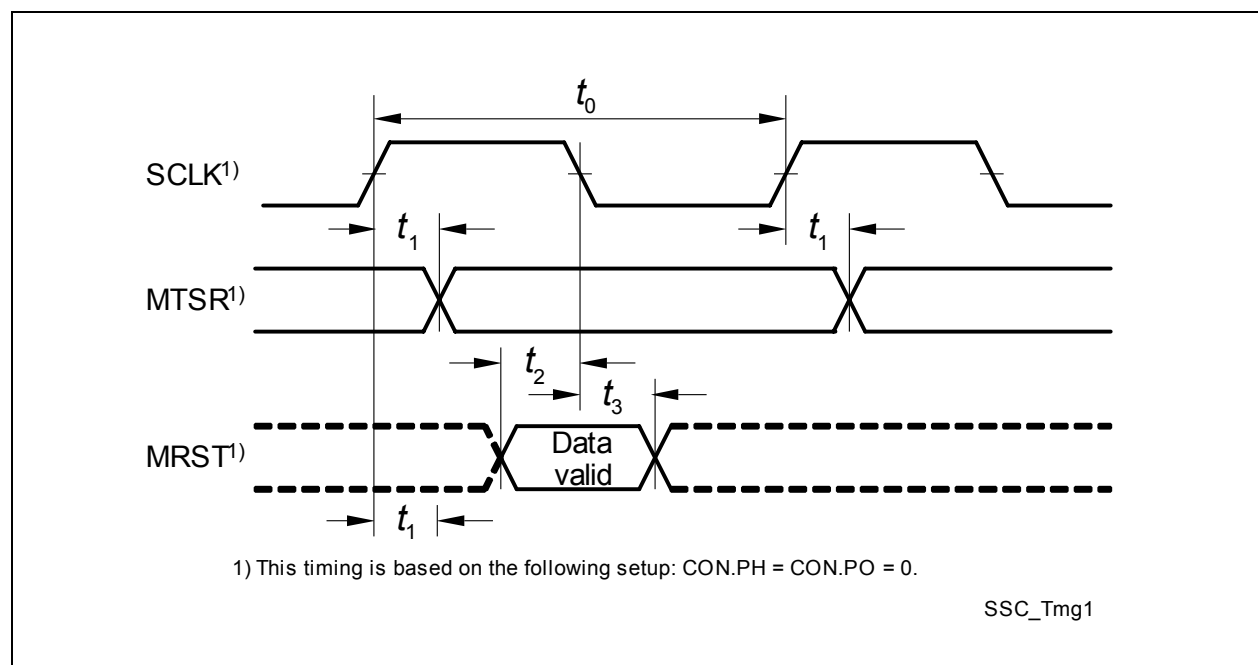 t0
SCLK1)
t1
t1
MTSR1)
t2
t3
MRST1)
Data
valid
t1
1) This timing is based on the following setup: CON.PH = CON.PO = 0.
SSC_Tmg1